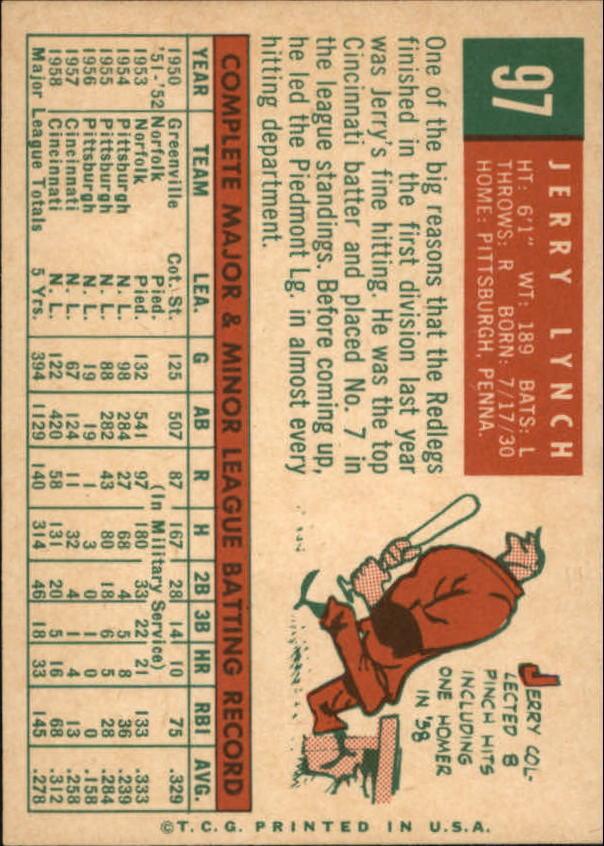 97
JERRY LYNCH
HT: 6'1" WT: 189 BATS: L
THROWS: R BORN: 7/17/30
HOME: PITTSBURGH, PENNA.
One of the big reasons that the Redlegs
finished in the first division last year
was Jerry's fine hitting. He was the top
Cincinnati batter and placed No. 7 in
the league standings. Before coming up,
he led the Piedmont Lg. in almost every
hitting department.
JERRY COL-
LECTED 8
PINCH HITS
INCLUDING
ONE HOMER
IN '58
COMPLETE MAJOR & MINOR LEAGUE BATTING RECORD
YEAR TEAM LEA. G AB R H 2B 3B HR RBI AVG.
1950 Greenville Cot. St. 125 507 87 167 28 14 10 75 .329
'51-'52 Norfolk Pied. (In Military Service)
1953 Norfolk Pied. 132 541 97 180 33 22 21 133 .333
1954 Pittsburgh N. L. 98 284 27 68 4 5 8 36 .239
1955 Pittsburgh N. L. 88 282 43 80 18 6 5 28 .284
1956 Pittsburgh N. L. 19 19 1 3 0 1 0 0 .158
1957 Cincinnati N. L. 67 124 11 32 4 1 4 13 .258
1958 Cincinnati N. L. 122 420 58 131 20 5 16 68 .312
Major League Totals 5 Yrs. 394 1129 140 314 46 18 33 145 .278
©T.C.G. PRINTED IN U.S.A.